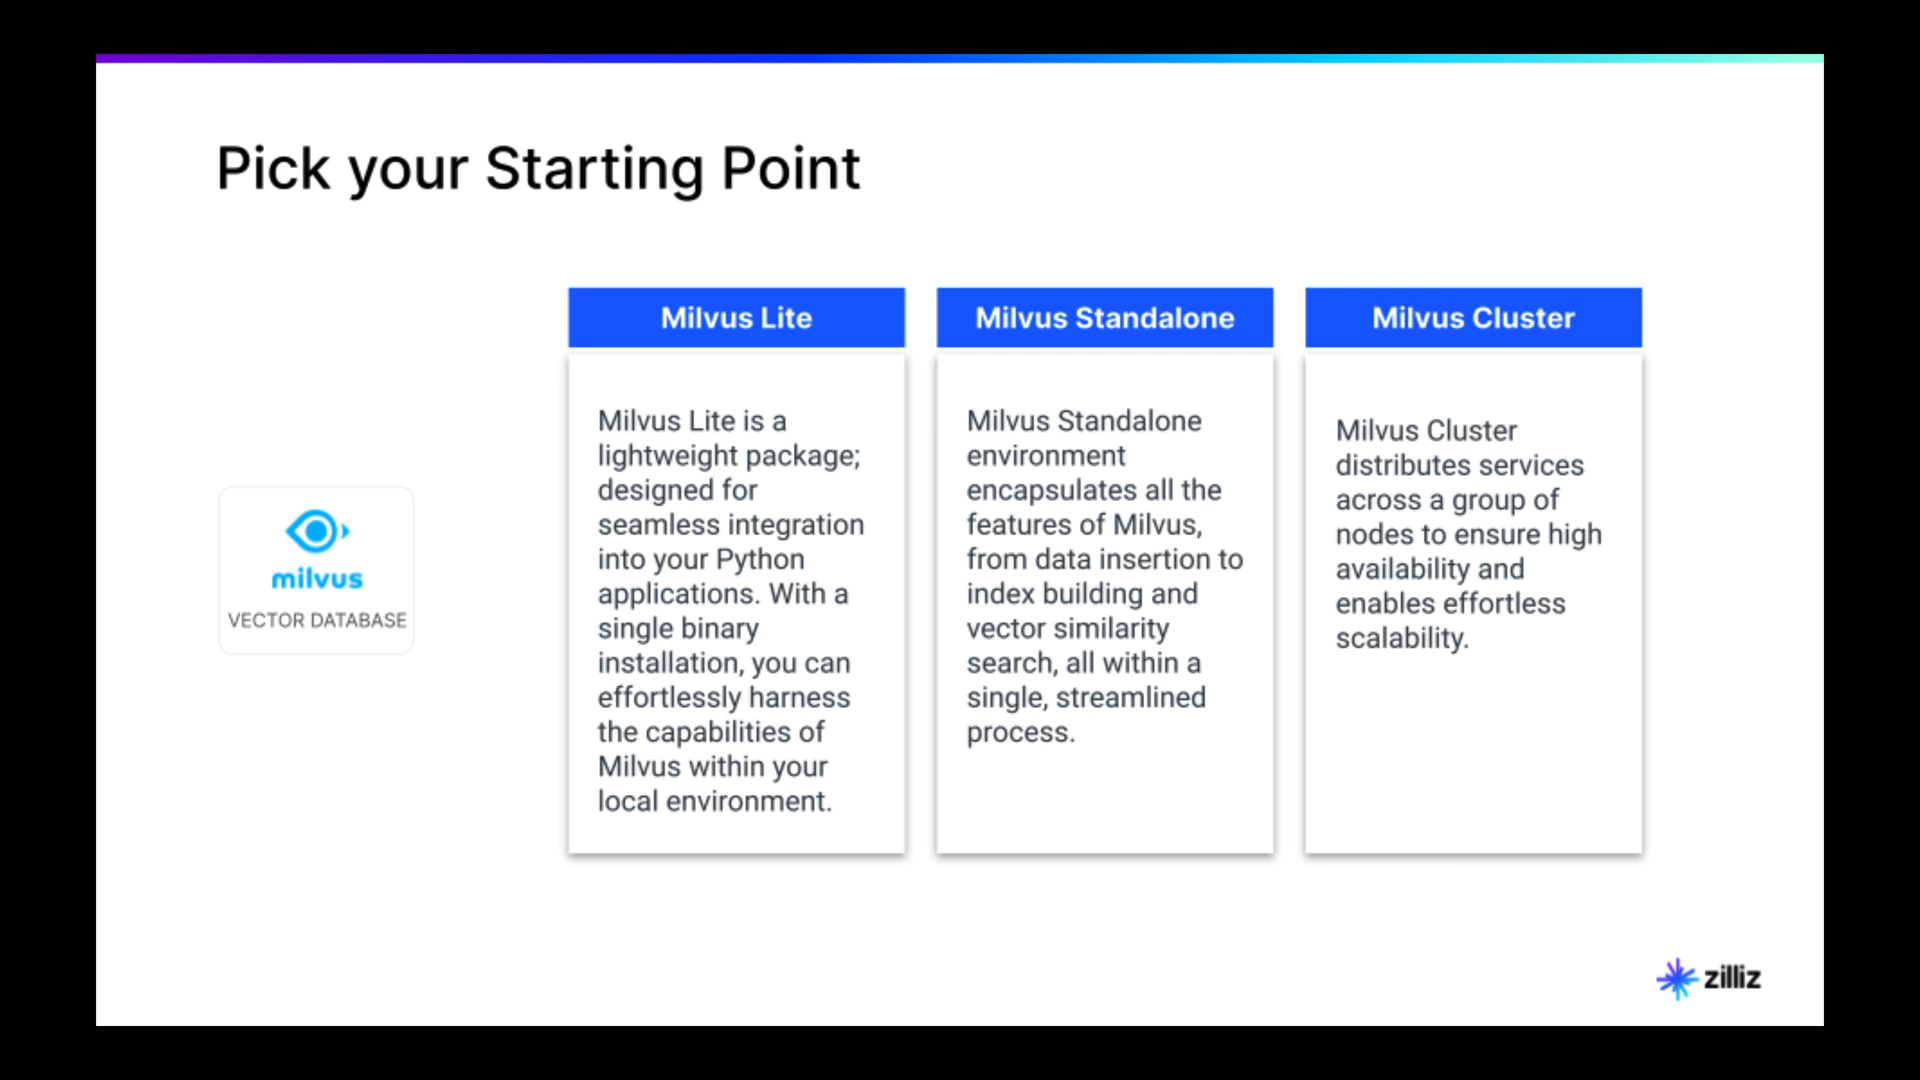 Pick your Starting Point
milvus
VECTOR DATABASE
Milvus Lite
Milvus Lite is a
lightweight package;
designed for
seamless integration
into your Python
applications. With a
single binary
installation, you can
effortlessly harness
the capabilities of
Milvus within your
local environment.
Milvus Standalone
Milvus Standalone
environment
encapsulates all the
features of Milvus,
from data insertion to
index building and
vector similarity
search, all within a
single, streamlined
process.
Milvus Cluster
Milvus Cluster
distributes services
across a group of
nodes to ensure high
availability and
enables effortless
scalability.
zilliz